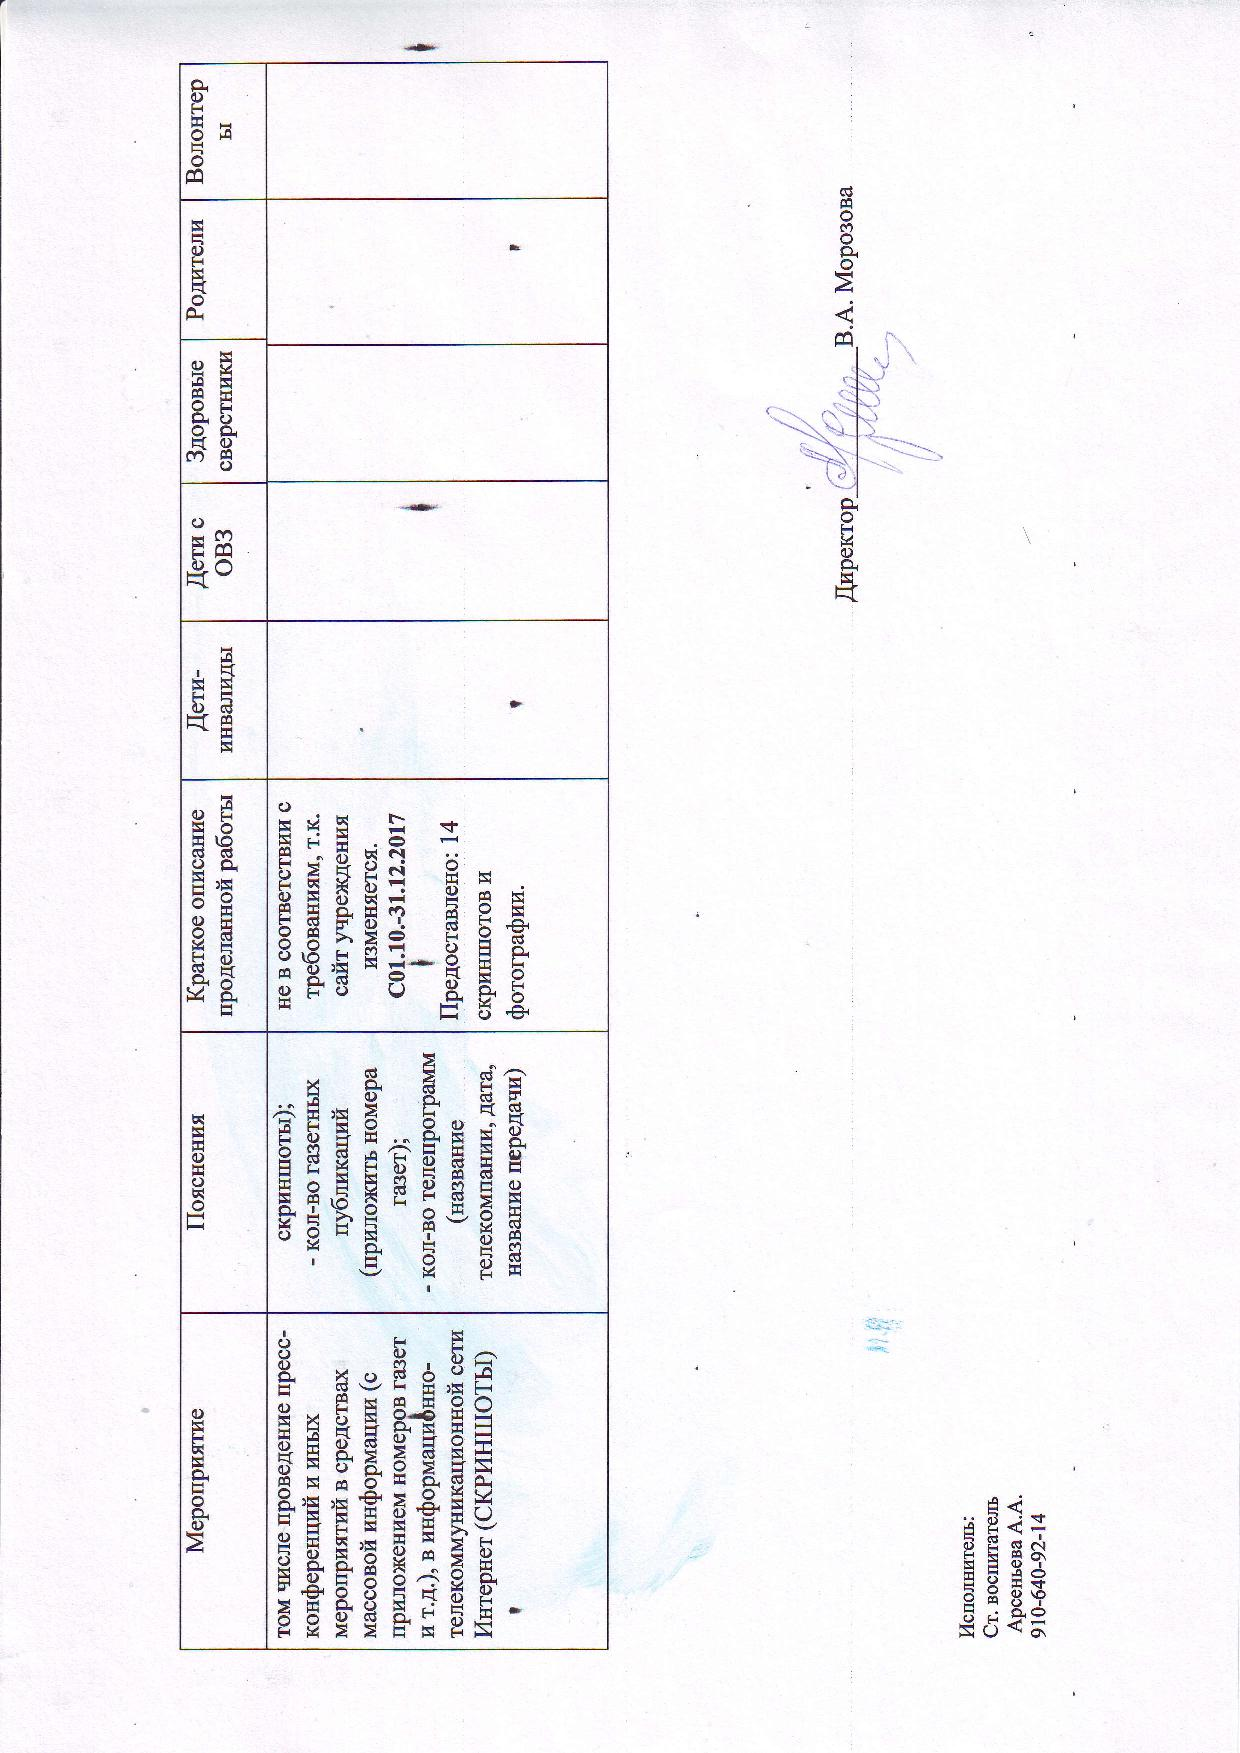 Мероприятие
Пояснения
Краткое описание
проделанной работы
Дети-
инвалиды
Дети с
ОВЗ
Здоровые
сверстники
Родители
Волонтер
ы
том числе проведение пресс-
конференций и иных
мероприятий в средствах
массовой информации (с
приложением номеров газет
и т.д.), в информационно-
телекоммуникационной сети
Интернет (СКРИНШОТЫ)
скриншоты);
- кол-во газетных
публикаций
(приложить номера
газет);
- кол-во телепрограмм
(название
телекомпании, дата,
название передачи)
не в соответствии с
требованиям, т.к.
сайт учреждения
изменяется.
С01.10.-31.12.2017
Предоставлено: 14
скриншотов и
фотографии.
Директор В.А. Морозова
Исполнитель:
Ст. воспитатель
Арсеньева А.А.
910-640-92-14